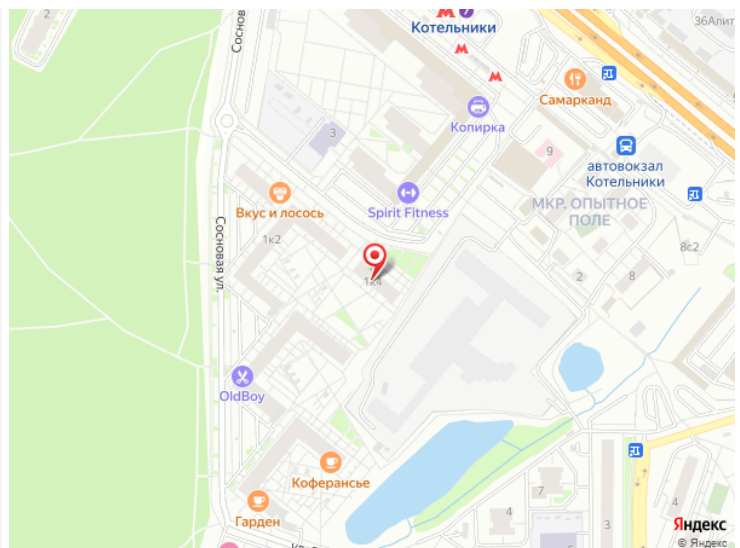 2
Соснов
Котельники
36Алит
Самарканд
Копирка
3
9
автовокзал
Котельники
Вкус и лосось
Spirit Fitness
МКР. ОПЫТНОЕ
ПОЛЕ
Сосновая ул.
1к2
8с2
1к4
2
8
OldBoy
Коферансье
7
4
4
3
Гарден
Яндекс
© Яндекс